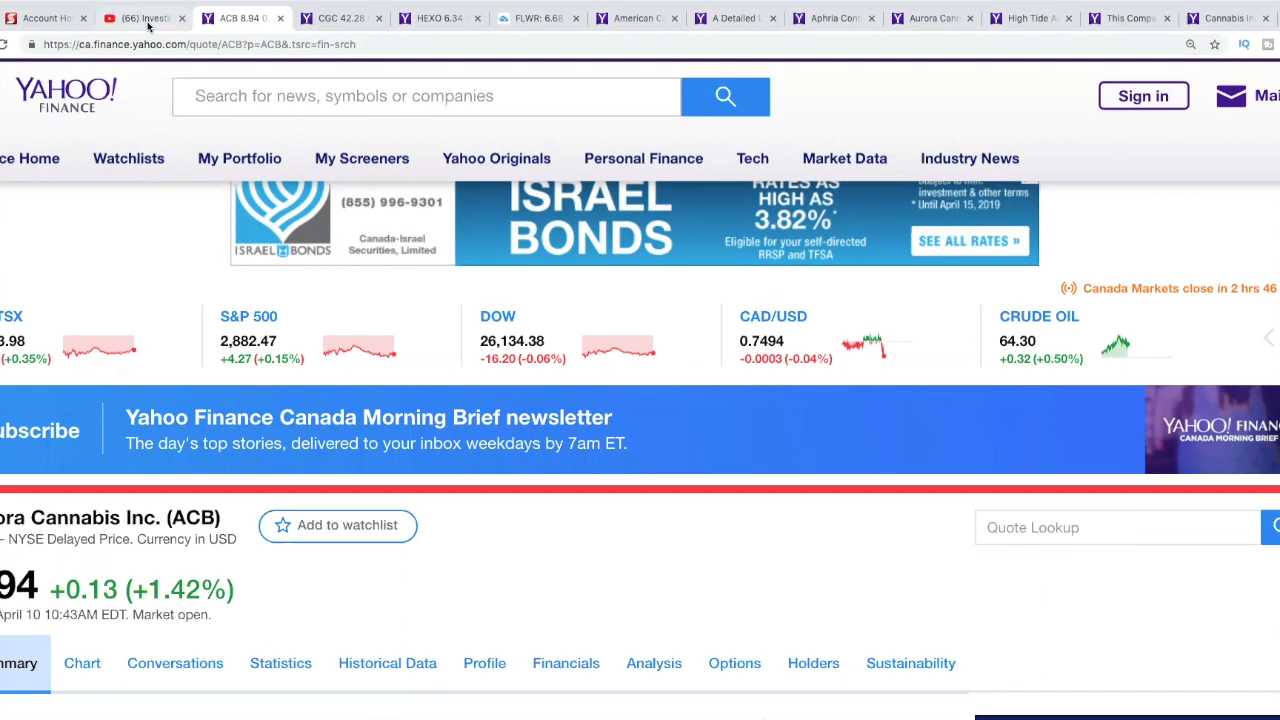 Account Ho
(66) Investi
ACB 8.94 0.
CGC 42.28
HEXO 6.34
FLWR: 6.68
American C
A Detailed
Aphria Con
Aurora Cann
High Tide A
This Compa
Cannabis In
https://ca.finance.yahoo.com/quote/ACB?p=ACB&.tsrc=fin-srch
IQ
YAHOO!
FINANCE
Search for news, symbols or companies
Sign in
Mai
ce Home
Watchlists
My Portfolio
My Screeners
Yahoo Originals
Personal Finance
Tech
Market Data
Industry News
(855) 996-9301
ISRAEL BONDS
Canada-Israel
Securities, Limited
ISRAEL
BONDS
RATES AS
HIGH AS
3.82%*
Eligible for your self-directed
RRSP and TFSA
Subject to min.
investment & other terms
* Until April 15, 2019
SEE ALL RATES »
Canada Markets close in 2 hrs 46
TSX
3.98
(+0.35%)
S&P 500
2,882.47
+4.27 (+0.15%)
DOW
26,134.38
-16.20 (-0.06%)
CAD/USD
0.7494
-0.0003 (-0.04%)
CRUDE OIL
64.30
+0.32 (+0.50%)
ubscribe
Yahoo Finance Canada Morning Brief newsletter
The day's top stories, delivered to your inbox weekdays by 7am ET.
YAHOO! FINAN
CANADA MORNING BRIEF
ora Cannabis Inc. (ACB)
- NYSE Delayed Price. Currency in USD
Add to watchlist
Quote Lookup
94 +0.13 (+1.42%)
April 10 10:43AM EDT. Market open.
mmary
Chart
Conversations
Statistics
Historical Data
Profile
Financials
Analysis
Options
Holders
Sustainability